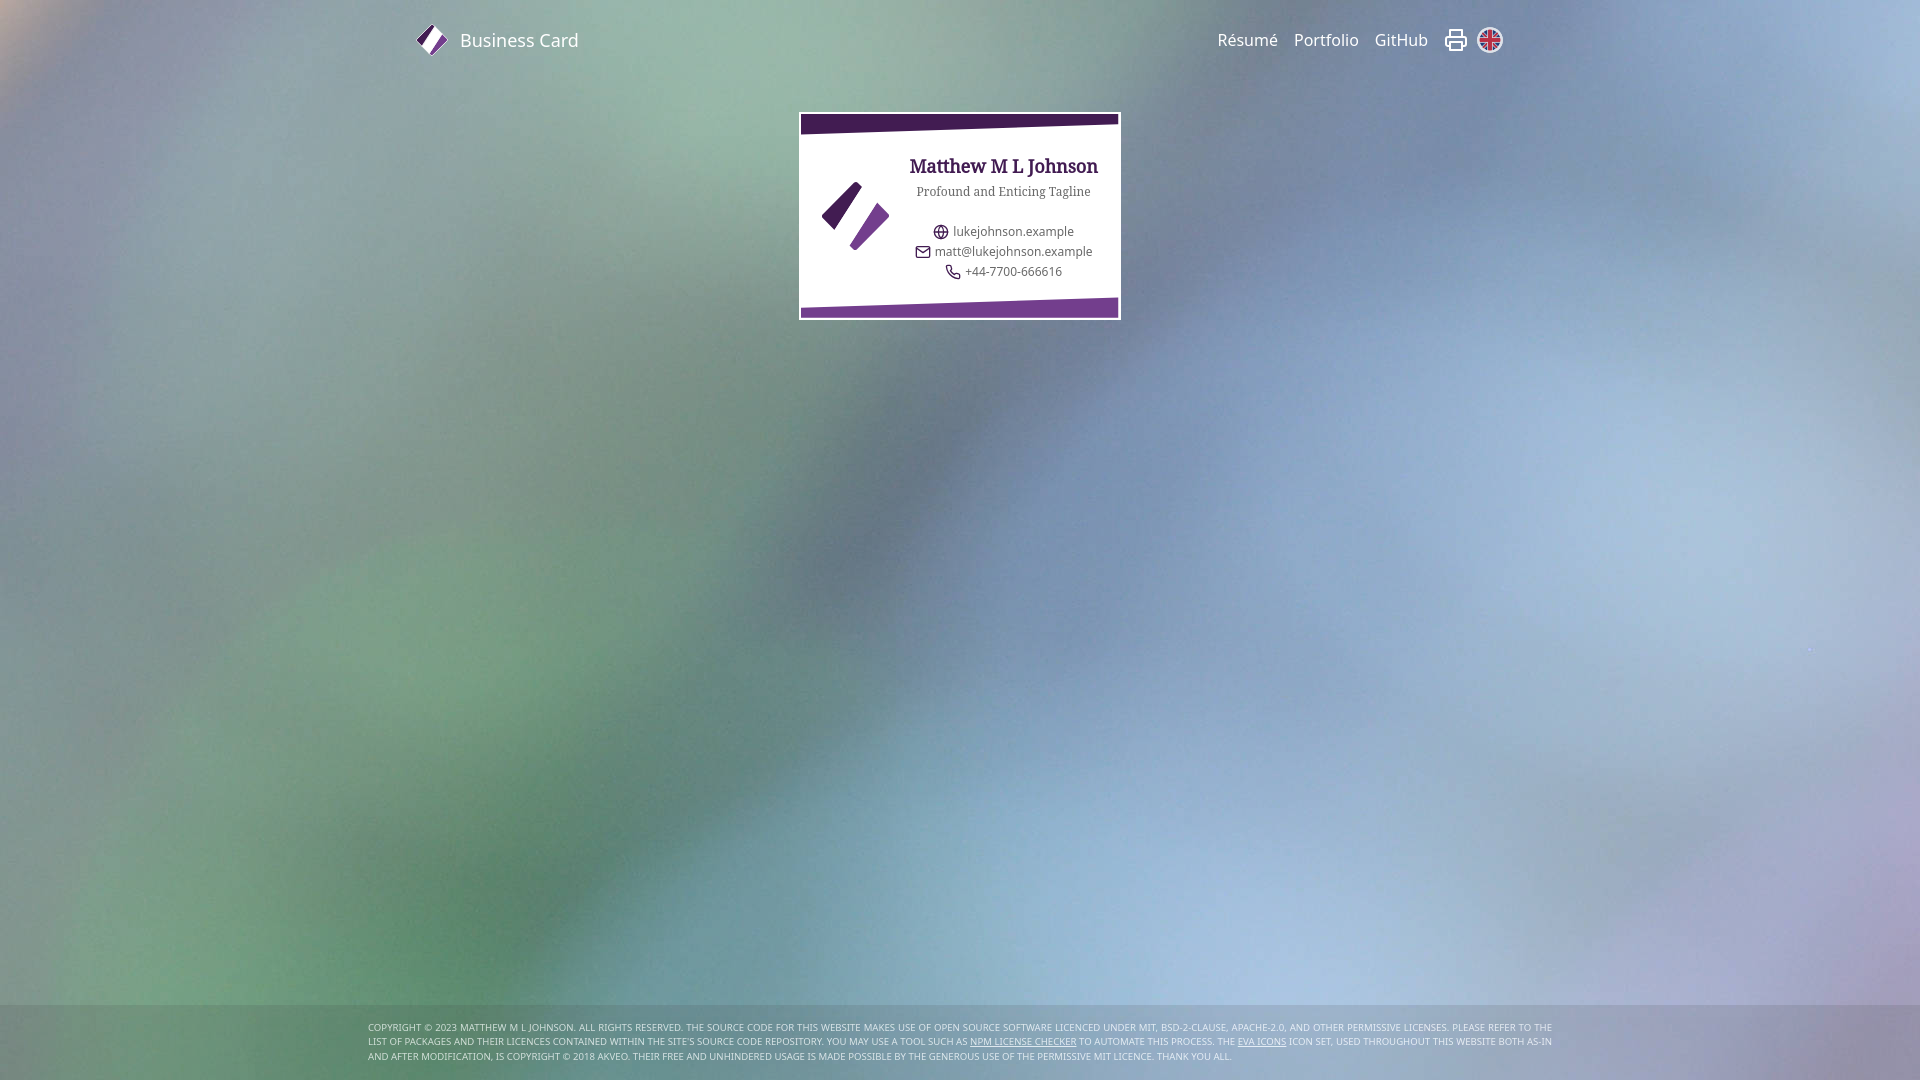 Business Card
Résumé
Portfolio
GitHub
Matthew M L Johnson
Profound and Enticing Tagline
lukejohnson.example
matt@lukejohnson.example
+44-7700-666616
COPYRIGHT © 2023 MATTHEW M L JOHNSON. ALL RIGHTS RESERVED. THE SOURCE CODE FOR THIS WEBSITE MAKES USE OF OPEN SOURCE SOFTWARE LICENCED UNDER MIT, BSD-2-CLAUSE, APACHE-2.0, AND OTHER PERMISSIVE LICENSES. PLEASE REFER TO THE
LIST OF PACKAGES AND THEIR LICENCES CONTAINED WITHIN THE SITE'S SOURCE CODE REPOSITORY. YOU MAY USE A TOOL SUCH AS NPM LICENSE CHECKER TO AUTOMATE THIS PROCESS. THE EVA ICONS ICON SET, USED THROUGHOUT THIS WEBSITE BOTH AS-IN
AND AFTER MODIFICATION, IS COPYRIGHT © 2018 AKVEO. THEIR FREE AND UNHINDERED USAGE IS MADE POSSIBLE BY THE GENEROUS USE OF THE PERMISSIVE MIT LICENCE. THANK YOU ALL.